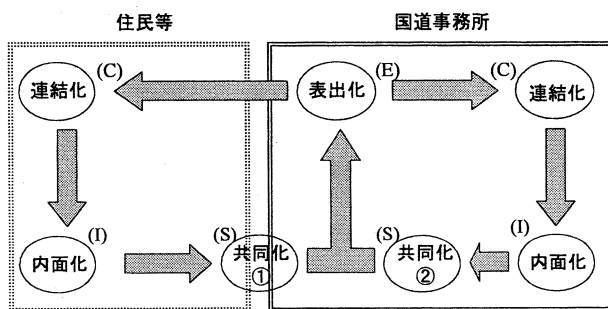 住民等
国道事務所
(C)
連結化
(E)
表出化
(C)
連結化
(I)
内面化
(S)
共同化
①
(S)
共同化
②
(I)
内面化